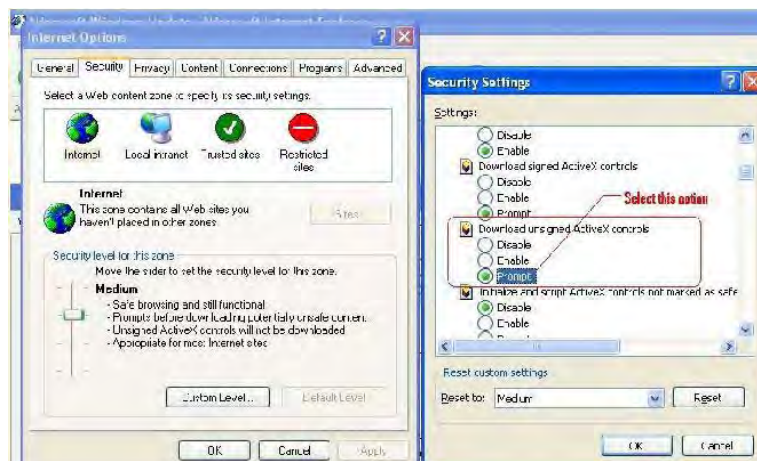 Internet Options
General Security Privacy Content Connections Programs Advanced
Select a Web content zone to specify its security settings.
Internet Local intranet Trusted sites Restricted sites
Internet
This zone contains all Web sites you
haven't placed in other zones
Sites...
Security level for this zone
Move the slider to set the security level for this zone.
Medium
- Safe browsing and still functional
- Prompts before downloading potentially unsafe content
- Unsigned ActiveX controls will not be downloaded
- Appropriate for most Internet sites
Custom Level... Default Level
OK Cancel Apply
Security Settings
Settings:
Disable
Enable
Download signed ActiveX controls
Disable
Enable
Prompt
Select this option
Download unsigned ActiveX controls
Disable
Enable
Prompt
Initialize and script ActiveX controls not marked as safe
Disable
Enable
Reset custom settings
Reset to: Medium Reset
OK Cancel